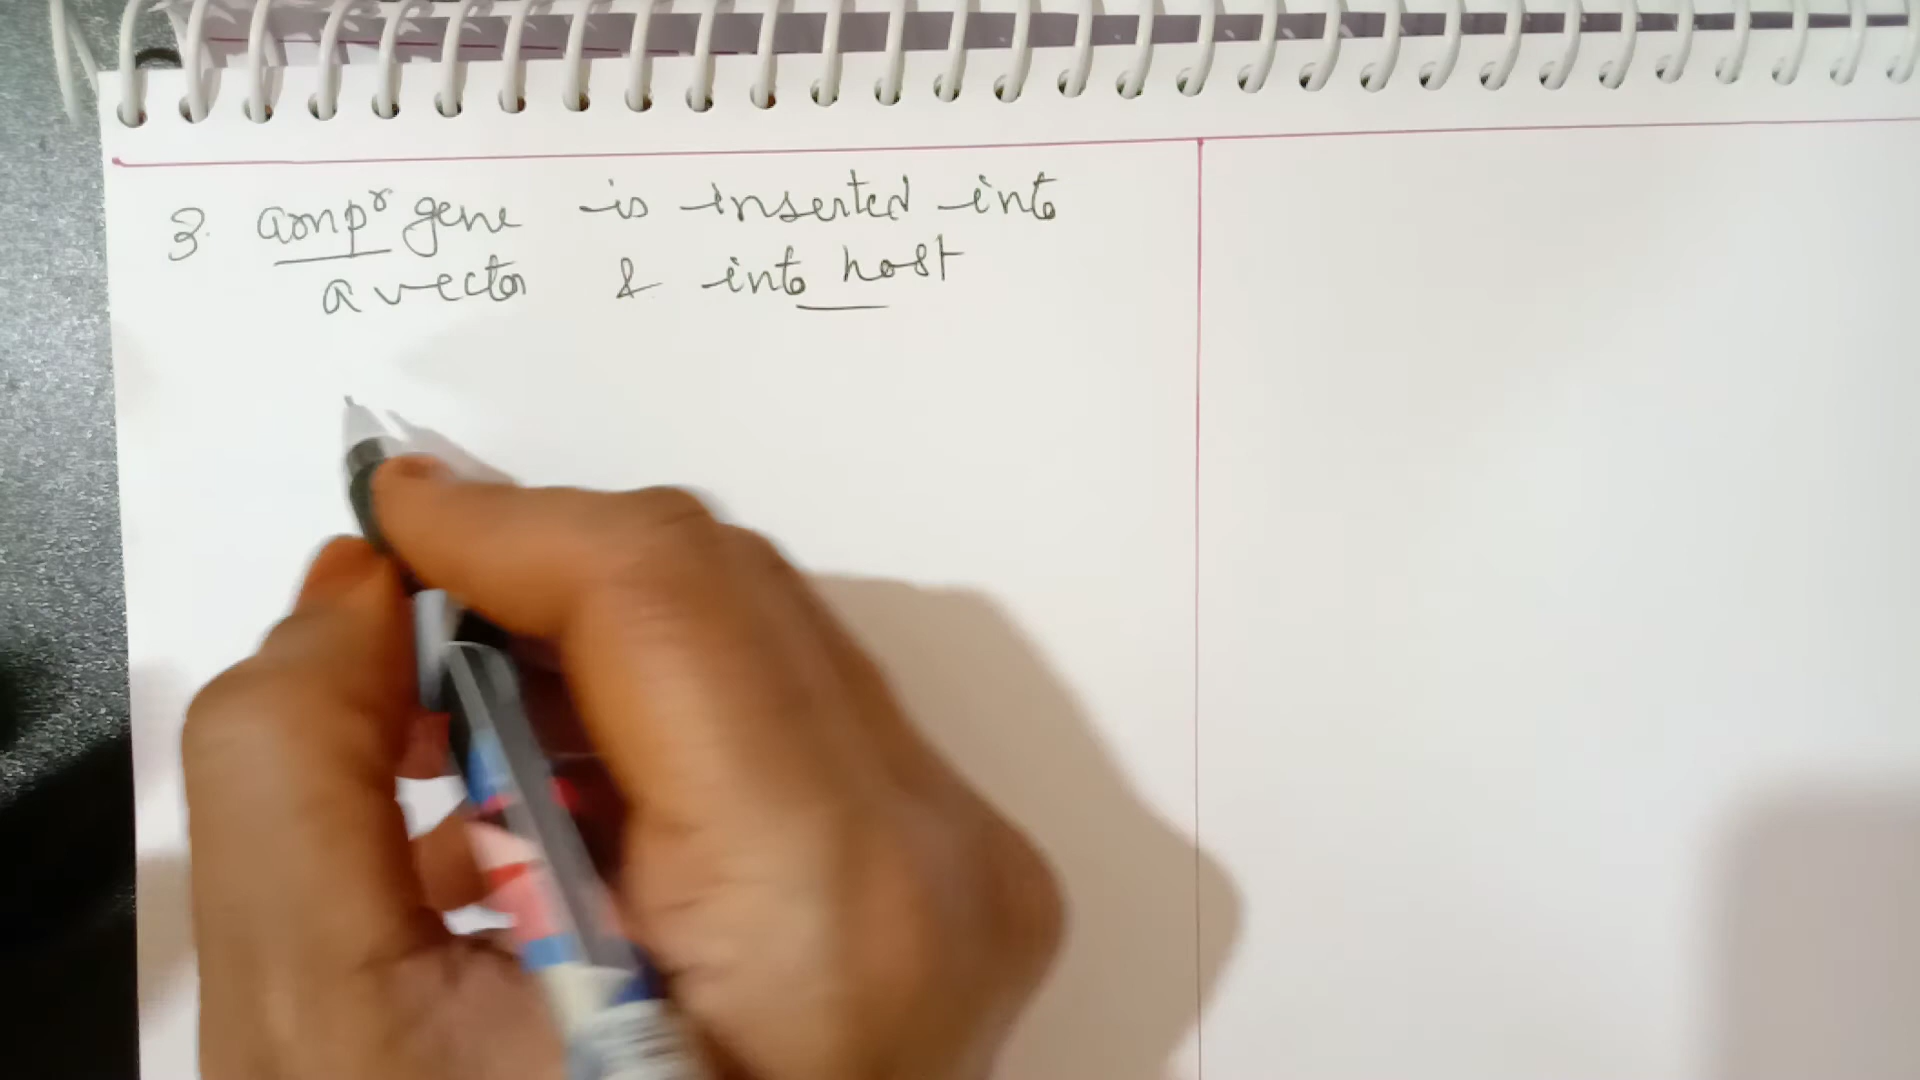 3. ampʳ gene is inserted into
a vector & into host